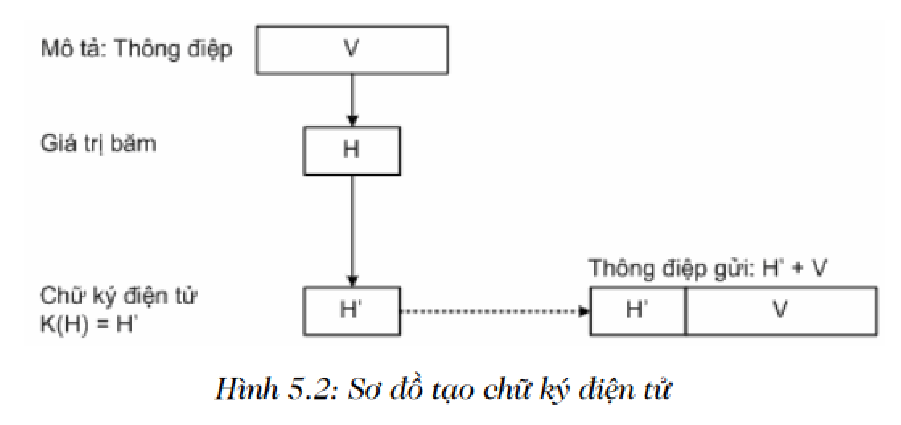 Mô tả: Thông điệp
V
Giá trị băm
H
Thông điệp gửi: H' + V
Chữ ký điện tử
K(H) = H'
H'
H'
V
Hình 5.2: Sơ đồ tạo chữ ký điện tử